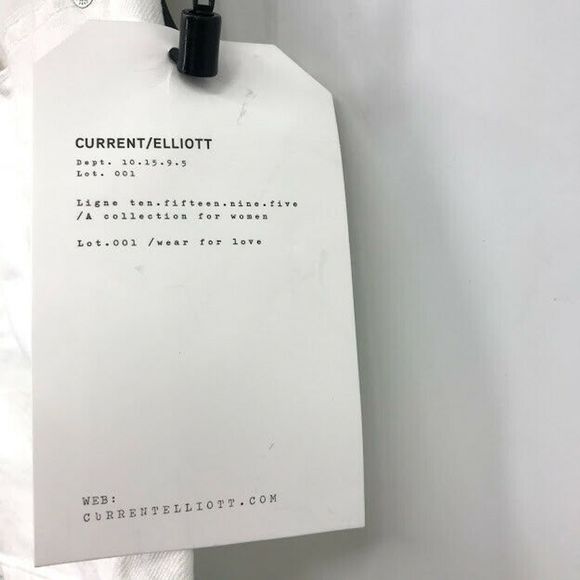 CURRENT/ELLIOTT
Dept. 10.15.9.5
Lot. 001
Ligne ten.fifteen.nine.five
/A collection for women
Lot.001 /wear for love
WEB:
CURRENTELLIOTT.COM